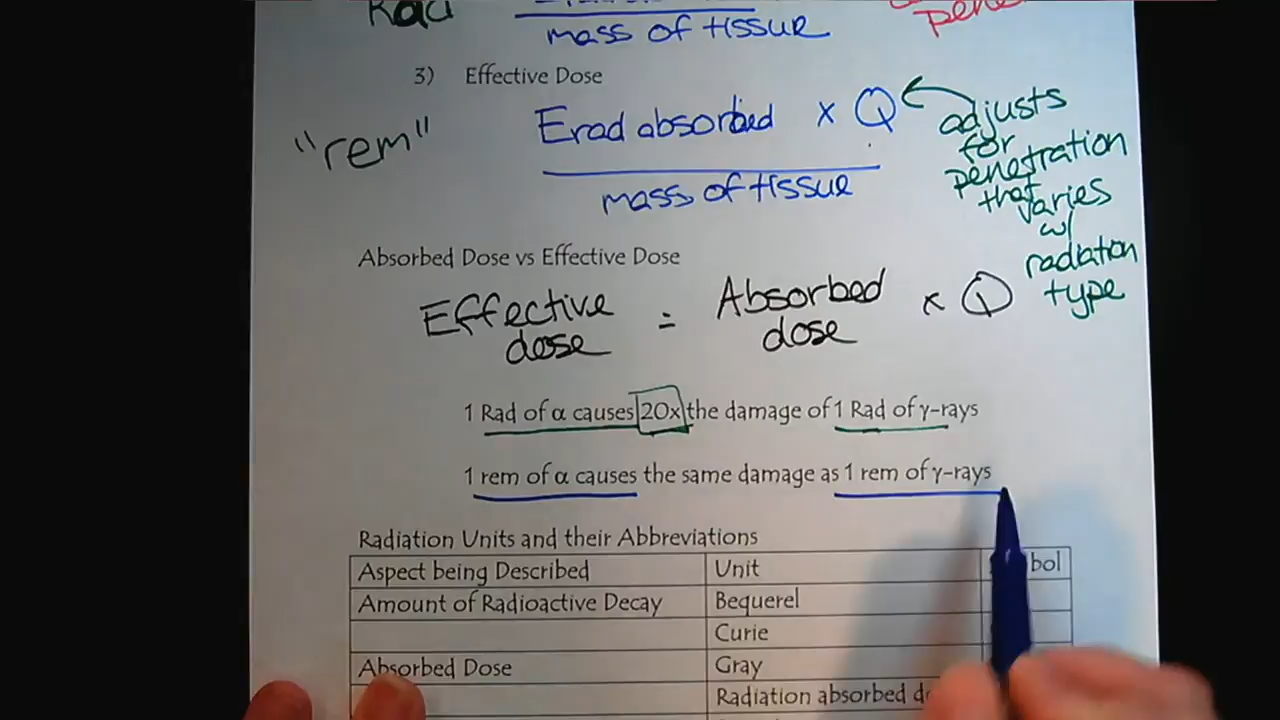 Rad
mass of tissue
pene
3) Effective Dose
"rem"
Erad absorbed x Q
mass of tissue
adjusts
for
penetration
that
varies
w/
radiation
type
Absorbed Dose vs Effective Dose
Effective dose = Absorbed dose x Q
1 Rad of α causes 20x the damage of 1 Rad of γ-rays
1 rem of α causes the same damage as 1 rem of γ-rays
Radiation Units and their Abbreviations
Aspect being Described Unit bol
Amount of Radioactive Decay Bequerel
Curie
Absorbed Dose Gray
Radiation absorbed d